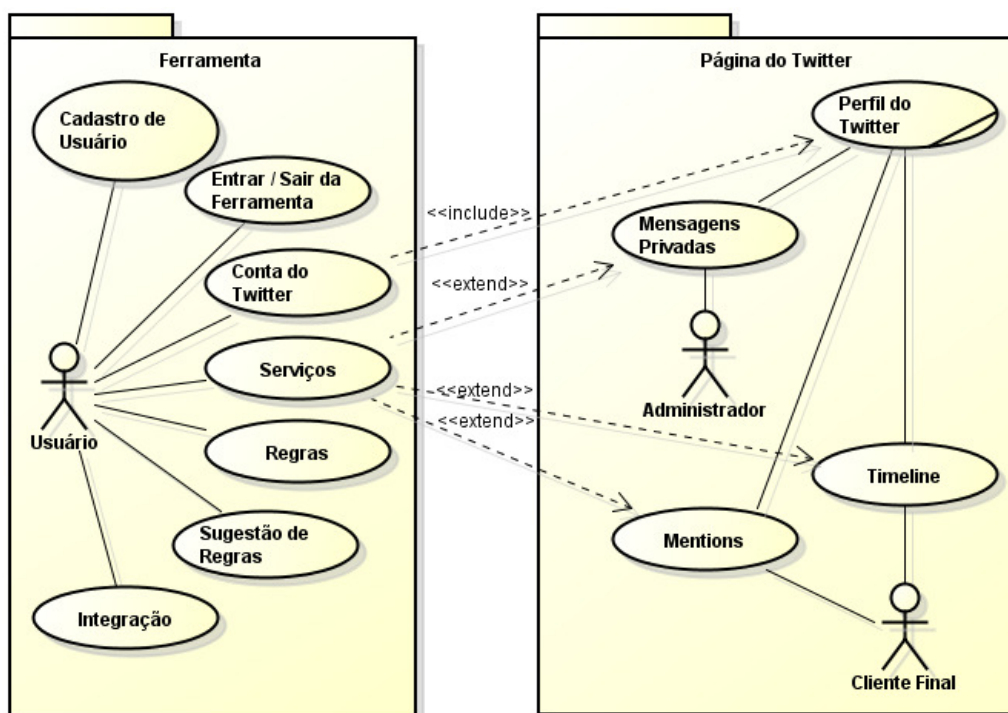 Ferramenta
Cadastro de
Usuário
Entrar / Sair da
Ferramenta
Conta do
Twitter
Serviços
Usuário
Regras
Sugestão de
Regras
Integração
<<include>>
<<extend>>
<<extend>>
<<extend>>
Página do Twitter
Perfil do
Twitter
Mensagens
Privadas
Administrador
Timeline
Mentions
Cliente Final